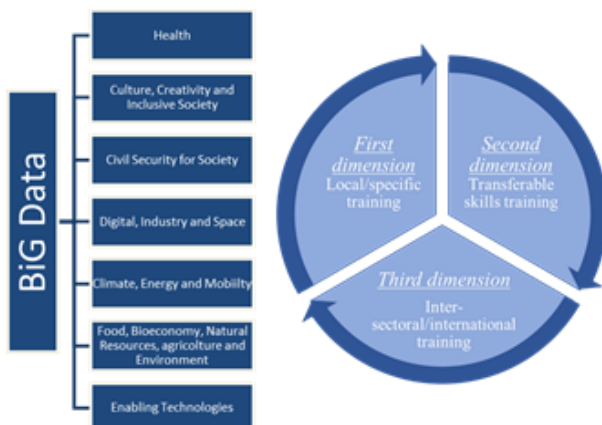 BiG Data
Health
Culture, Creativity and
Inclusive Society
Civil Security for Society
Digital, Industry and Space
Climate, Energy and Mobiilty
Food, Bioeconomy, Natural
Resources, agriculture and
Environment
Enabling Technologies
First
dimension
Local/specific
training
Second
dimension
Transferable
skills training
Third dimension
Inter-
sectoral/international
training